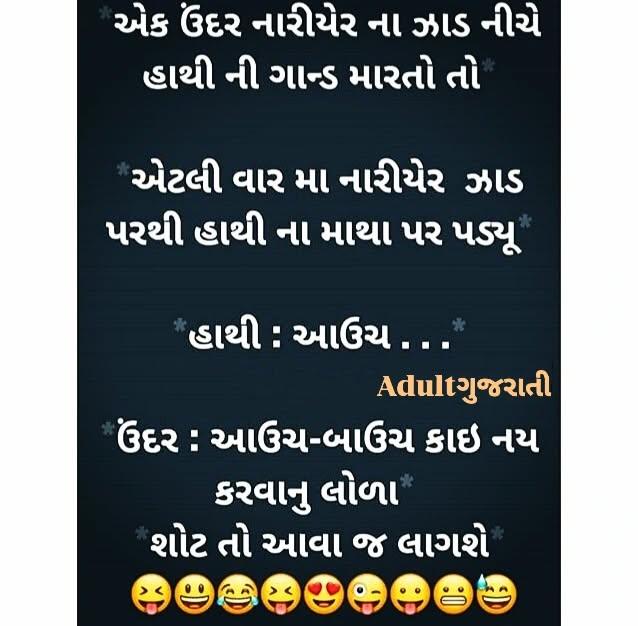 *એક ઉંદર નારીયેર ના ઝાડ નીચે
હાથી ની ગાન્ડ મારતો તો*
*એટલી વાર મા નારીયેર ઝાડ
પરથી હાથી ના માથા પર પડ્યૂ*
*હાથી : આઉચ . . .*
Adultગુજરાતી
*ઉંદર : આઉચ-બાઉચ કાઇ નય
કરવાનુ લોળા*
*શોટ તો આવા જ લાગશે*
😝😃😂😝😍😜😛😬😅